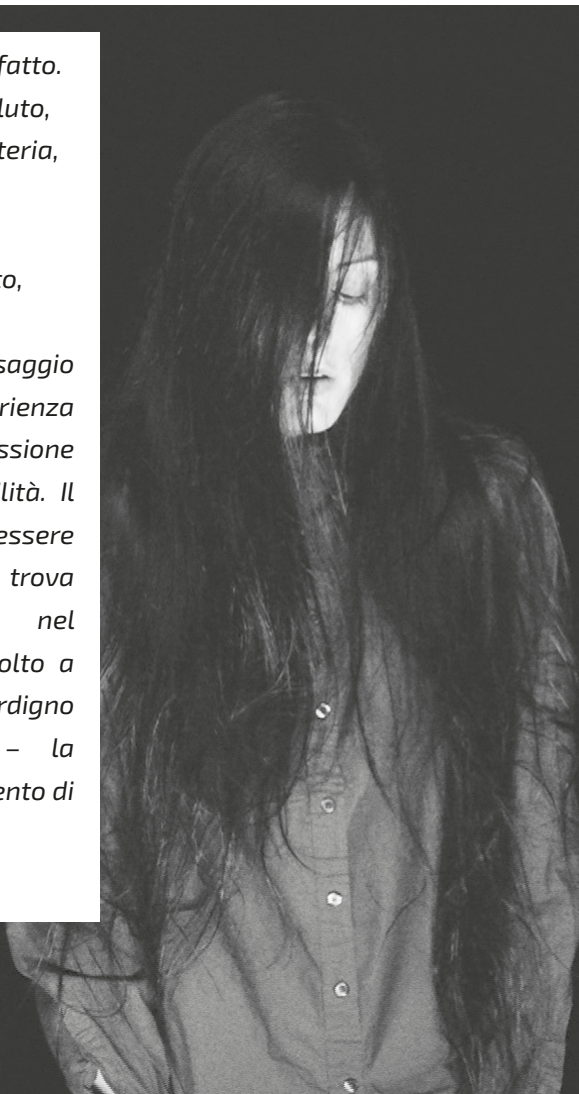 fatto.
luto,
teria,
to,
saggio
rienza
ssione
lità. Il
essere
trova
nel
olto a
rdigno
– la
ento di